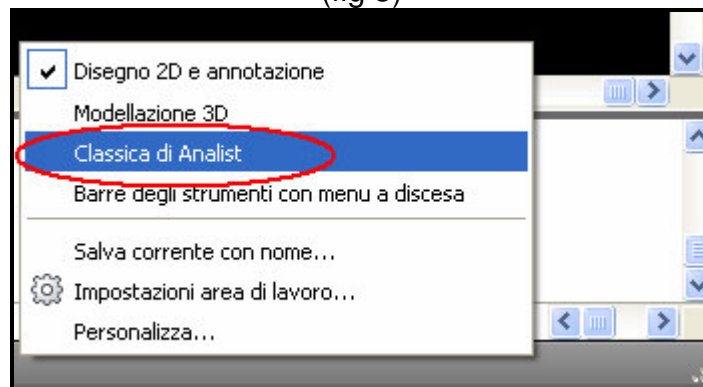 Disegno 2D e annotazione
Modellazione 3D
Classica di Analist
Barre degli strumenti con menu a discesa
Salva corrente con nome...
Impostazioni area di lavoro...
Personalizza...